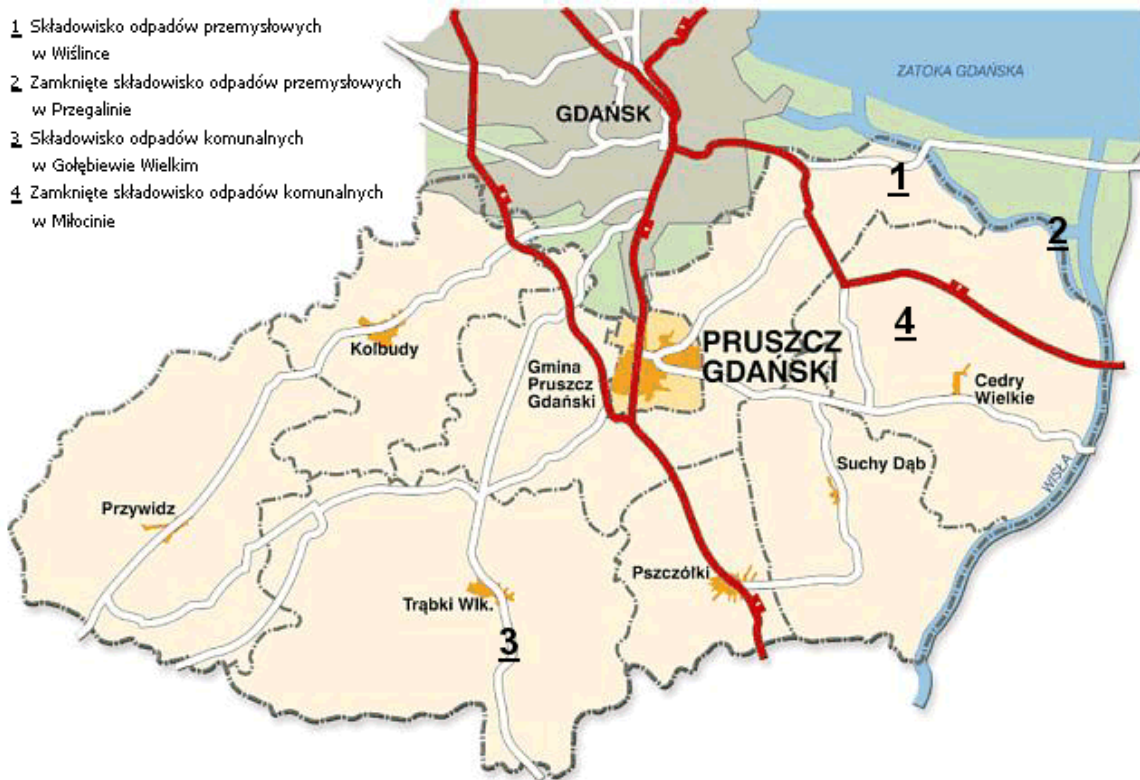 1 Składowisko odpadów przemysłowych
w Wiślince
2 Zamknięte składowisko odpadów przemysłowych
w Przegalinie
3 Składowisko odpadów komunalnych
w Gołębiewie Wielkim
4 Zamknięte składowisko odpadów komunalnych
w Miłocinie
ZATOKA GDAŃSKA
GDAŃSK
1
2
4
PRUSZCZ
GDAŃSKI
Kolbudy
Gmina
Pruszcz
Gdański
Cedry
Wielkie
Suchy Dąb
WISŁA
Przywidz
Pszczółki
Trąbki Wlk.
3